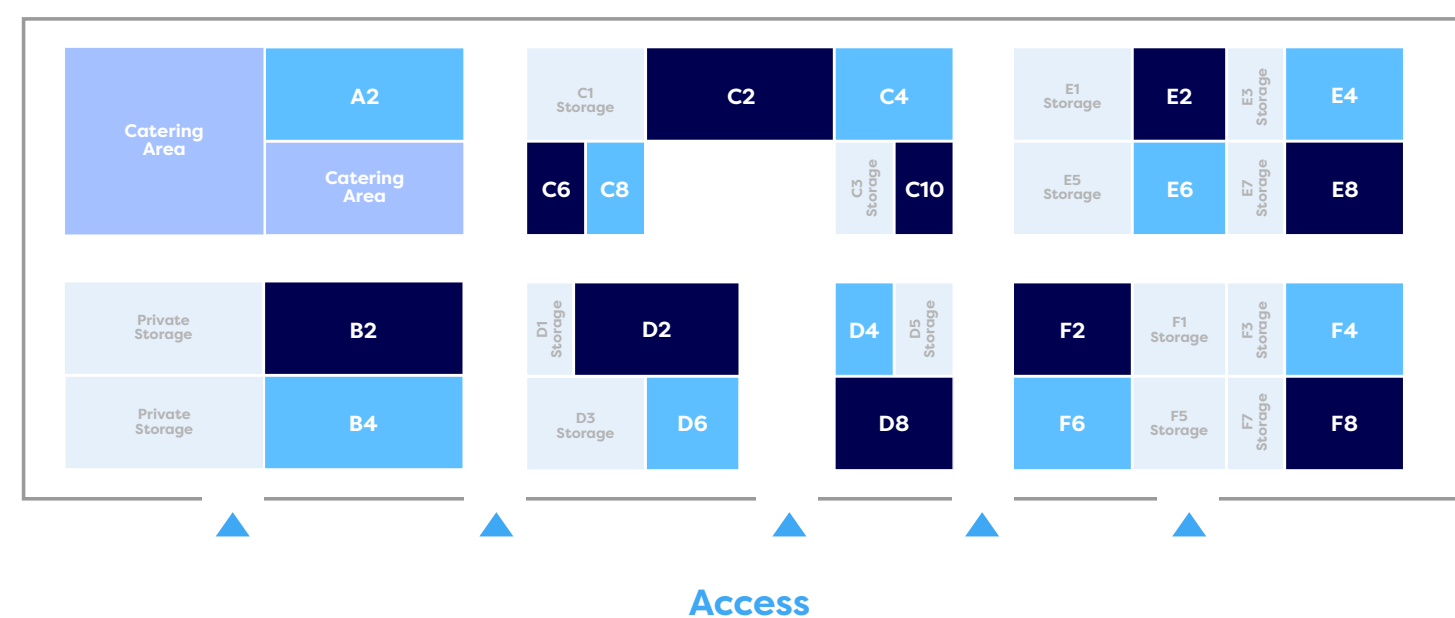 Catering
Area
A2
Catering
Area
C1
Storage
C2
C4
C6
C8
C3
Storage
C10
E1
Storage
E2
E3
Storage
E4
E5
Storage
E6
E7
Storage
E8
Private
Storage
B2
Private
Storage
B4
D1
Storage
D2
D3
Storage
D6
D4
D5
Storage
D8
F2
F1
Storage
F3
Storage
F4
F6
F5
Storage
F7
Storage
F8
Access